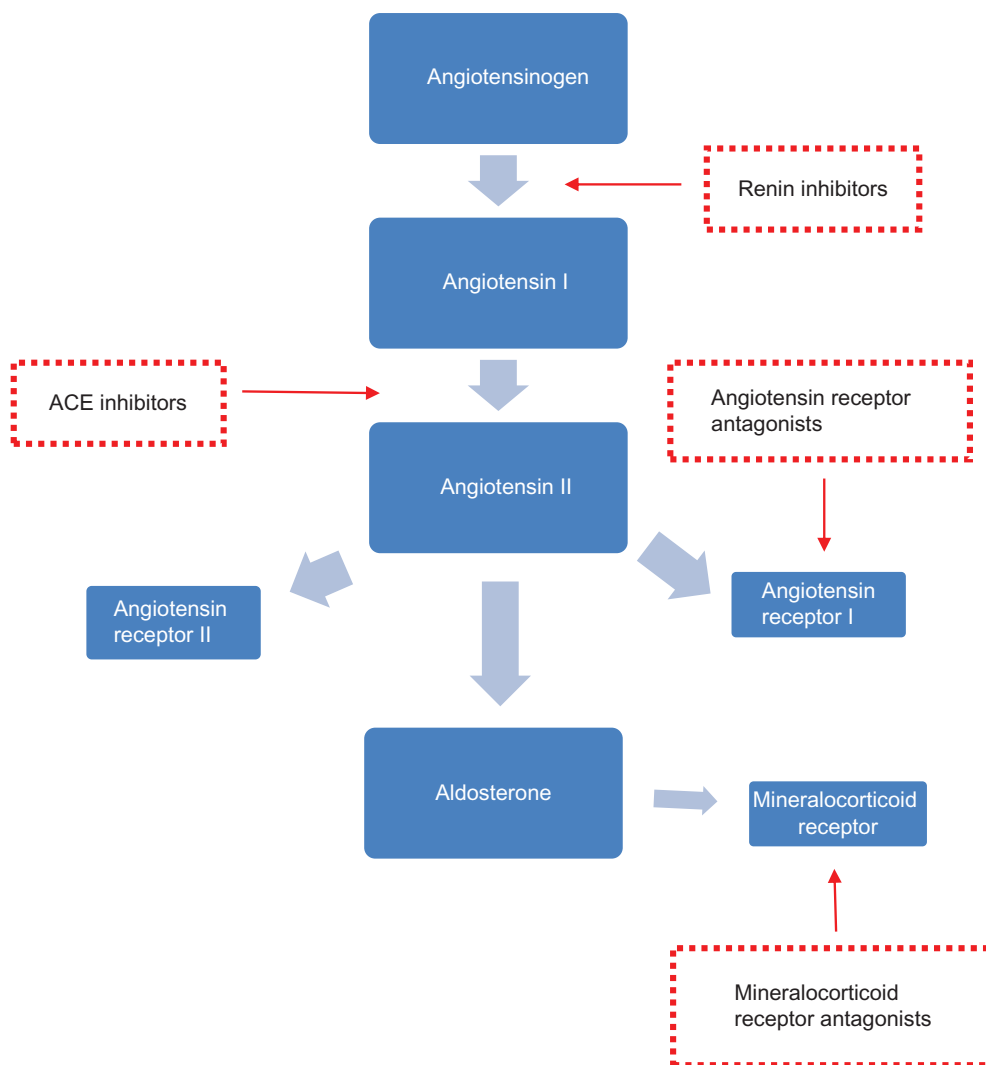 Angiotensinogen
Renin inhibitors
Angiotensin I
ACE inhibitors
Angiotensin receptor
antagonists
Angiotensin II
Angiotensin
receptor II
Angiotensin
receptor I
Aldosterone
Mineralocorticoid
receptor
Mineralocorticoid
receptor antagonists